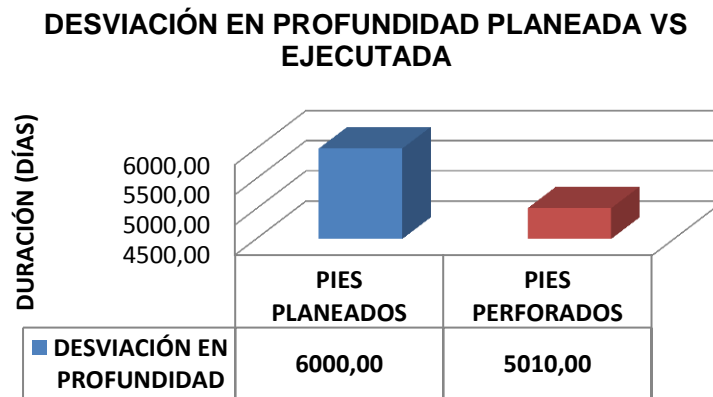 DESVIACIÓN EN PROFUNDIDAD PLANEADA VS
EJECUTADA
DURACIÓN (DÍAS)
6000,00
5500,00
5000,00
4500,00
PIES
PLANEADOS
PIES
PERFORADOS
DESVIACIÓN EN
PROFUNDIDAD
6000,00
5010,00